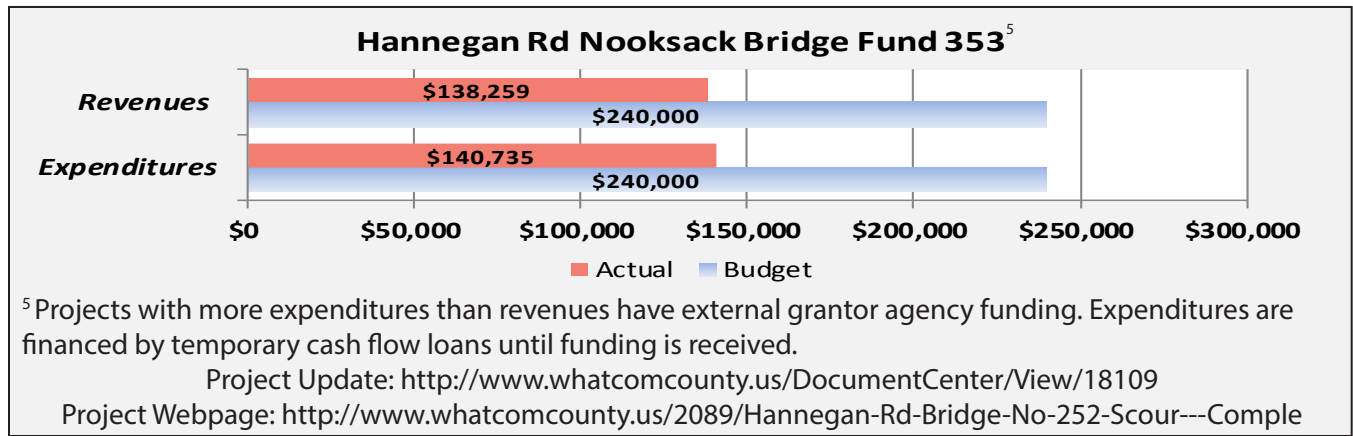 Hannegan Rd Nooksack Bridge Fund 353⁵
Revenues
$138,259
$240,000
Expenditures
$140,735
$240,000
$0 $50,000 $100,000 $150,000 $200,000 $250,000 $300,000
Actual Budget
⁵ Projects with more expenditures than revenues have external grantor agency funding. Expenditures are
financed by temporary cash flow loans until funding is received.
Project Update: http://www.whatcomcounty.us/DocumentCenter/View/18109
Project Webpage: http://www.whatcomcounty.us/2089/Hannegan-Rd-Bridge-No-252-Scour---Comple